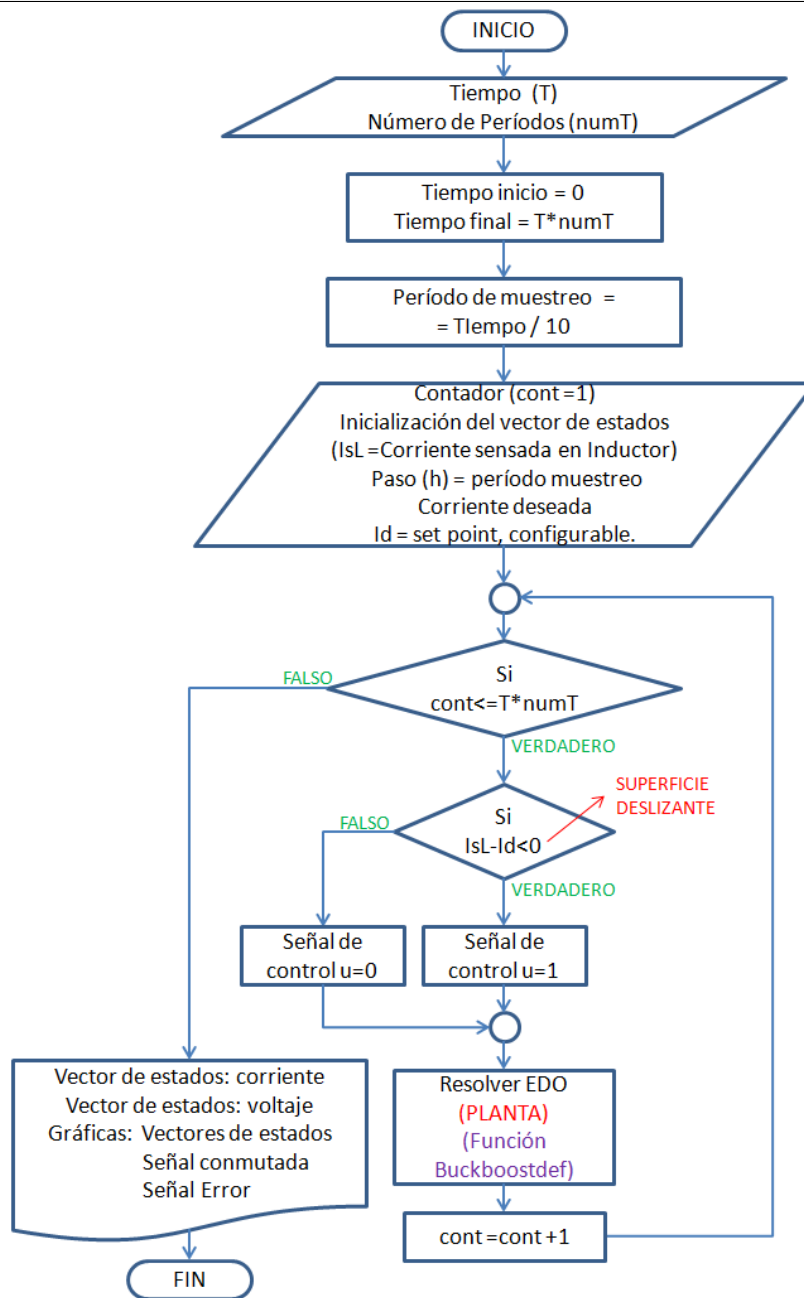 INICIO
Tiempo (T)
Número de Períodos (numT)
Tiempo inicio = 0
Tiempo final = T*numT
Período de muestreo =
= TIempo / 10
Contador (cont =1)
Inicialización del vector de estados
(IsL =Corriente sensada en Inductor)
Paso (h) = período muestreo
Corriente deseada
Id = set point, configurable.
Si
cont<=T*numT
FALSO
VERDADERO
Si
IsL-Id<0
SUPERFICIE
DESLIZANTE
FALSO
VERDADERO
Señal de
control u=0
Señal de
control u=1
Resolver EDO
(PLANTA)
(Función
Buckboostdef)
cont =cont +1
Vector de estados: corriente
Vector de estados: voltaje
Gráficas: Vectores de estados
Señal conmutada
Señal Error
FIN